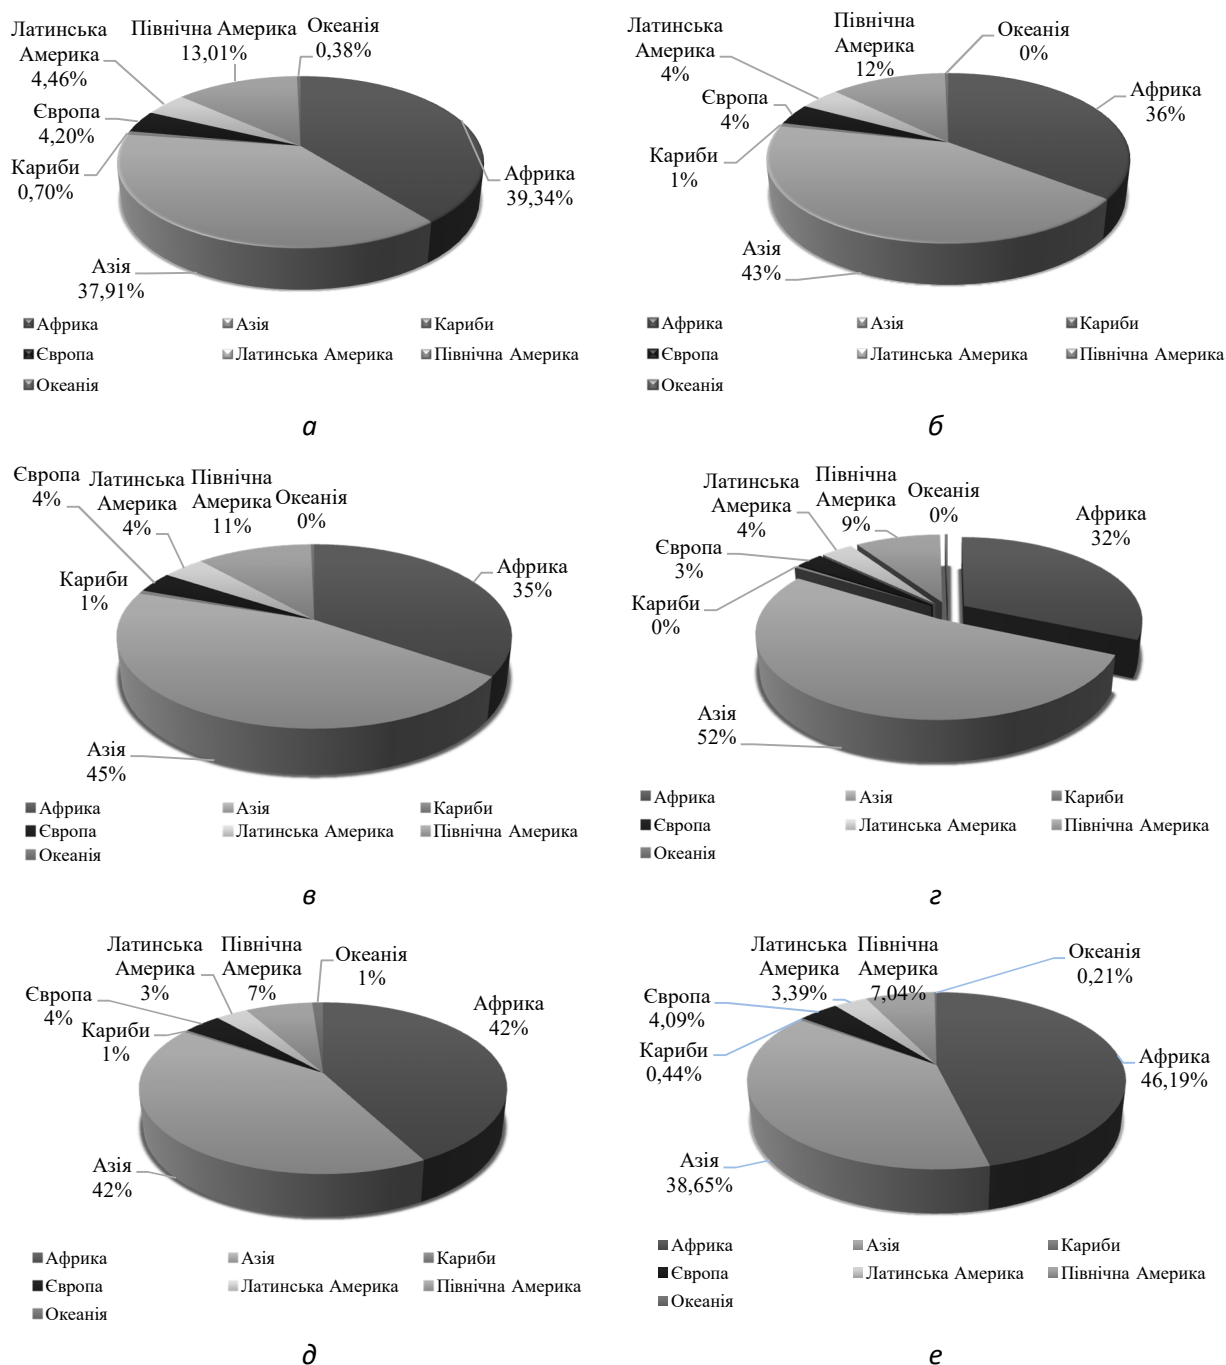 Латинська
Америка
4,46%
Північна Америка
13,01%
Океанія
0,38%
Європа
4,20%
Кариби
0,70%
Африка
39,34%
Азія
37,91%
Африка
Азія
Кариби
Європа
Латинська Америка
Північна Америка
Океанія
а
Латинська
Америка
4%
Північна
Америка
12%
Океанія
0%
Європа
4%
Африка
36%
Кариби
1%
Азія
43%
Африка
Азія
Кариби
Європа
Латинська Америка
Північна Америка
Океанія
б
Європа
4%
Латинська
Америка
4%
Північна
Америка
11%
Океанія
0%
Кариби
1%
Африка
35%
Азія
45%
Африка
Азія
Кариби
Європа
Латинська Америка
Північна Америка
Океанія
в
Латинська
Америка
4%
Північна
Америка
9%
Океанія
0%
Африка
32%
Європа
3%
Кариби
0%
Азія
52%
Африка
Азія
Кариби
Європа
Латинська Америка
Північна Америка
Океанія
г
Латинська
Америка
3%
Північна
Америка
7%
Океанія
1%
Європа
4%
Кариби
1%
Африка
42%
Азія
42%
Африка
Азія
Кариби
Європа
Латинська Америка
Північна Америка
Океанія
д
Латинська
Америка
3,39%
Північна
Америка
7,04%
Океанія
0,21%
Європа
4,09%
Кариби
0,44%
Африка
46,19%
Азія
38,65%
Африка
Азія
Кариби
Європа
Латинська Америка
Північна Америка
Океанія
е